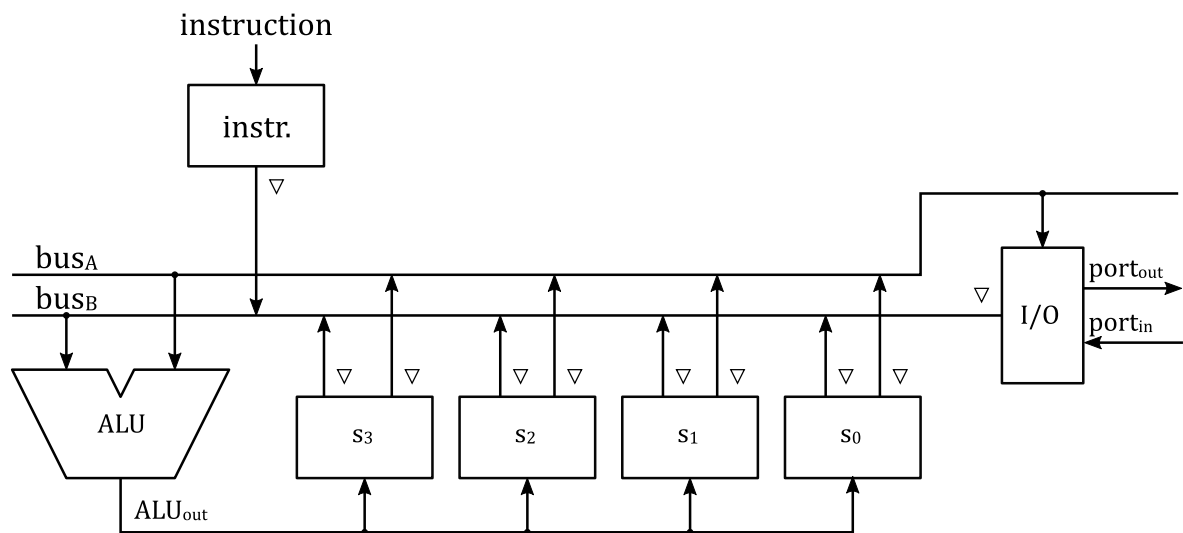 instruction
instr.
busA
busB
portout
I/O
portin
ALU
s3
s2
s1
s0
ALUout